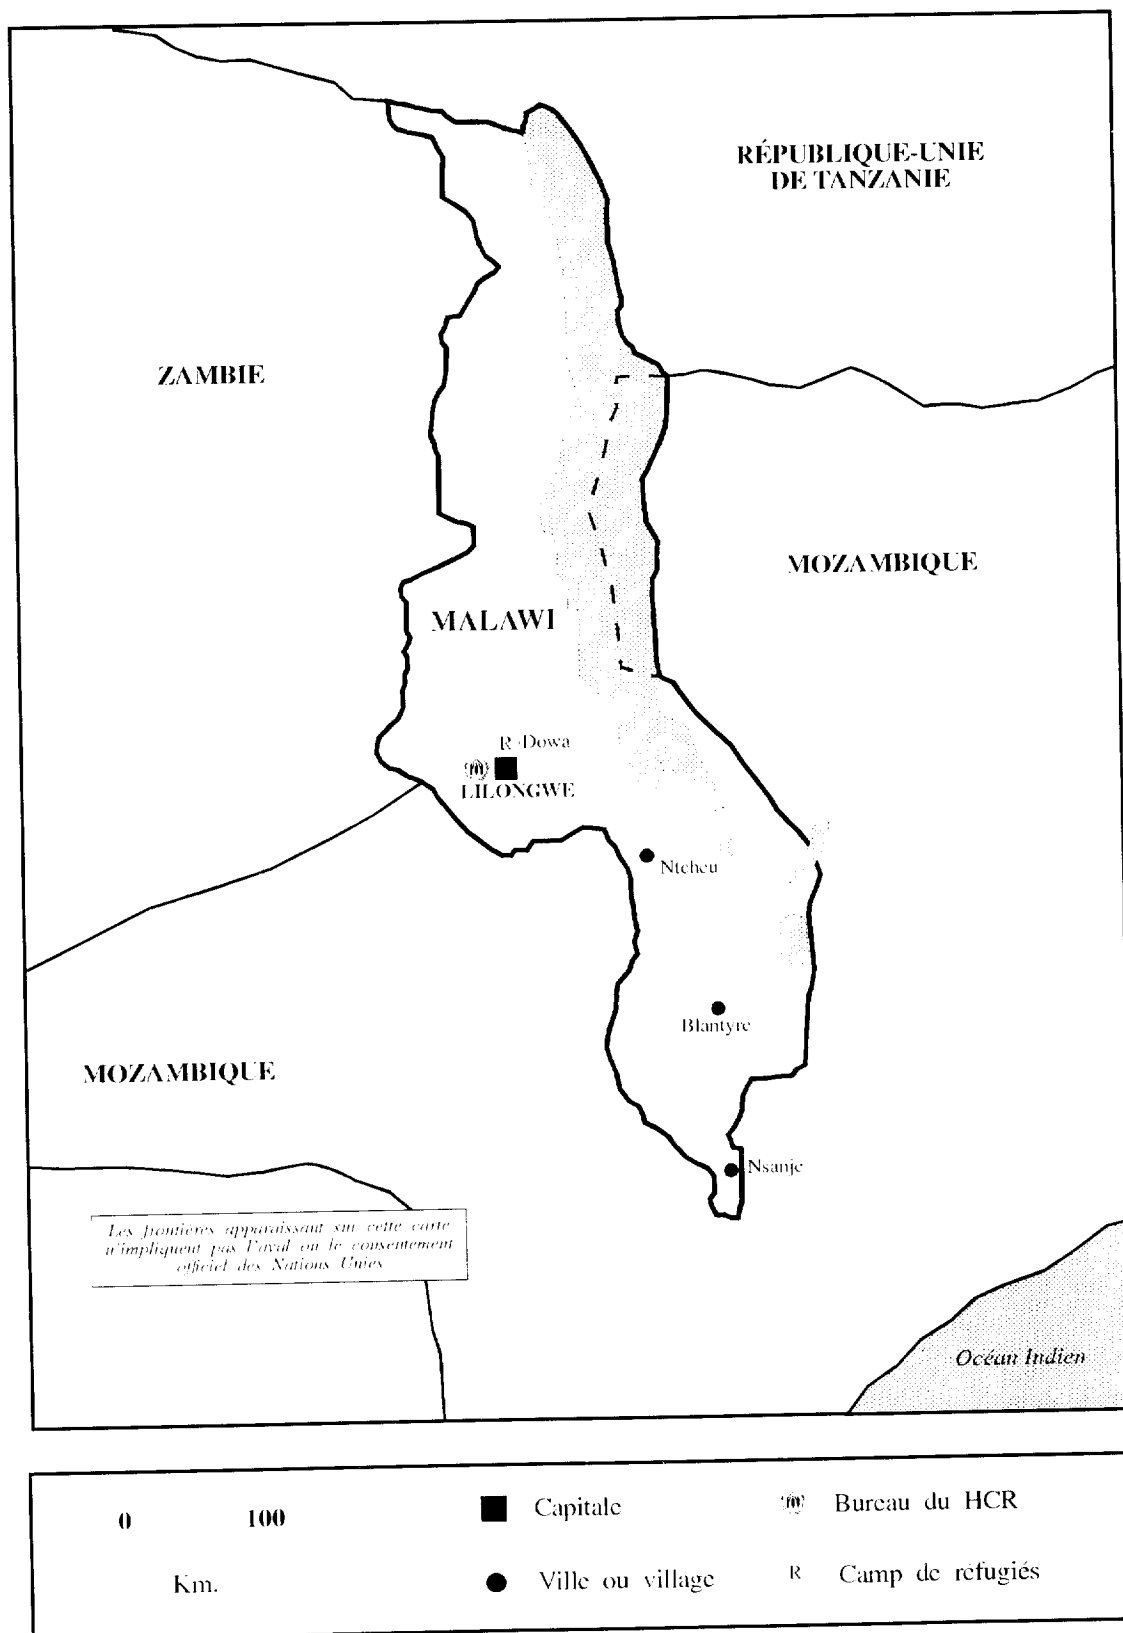 RÉPUBLIQUE-UNIE
DE TANZANIE
ZAMBIE
MOZAMBIQUE
MALAWI
R Dowa
LILONGWE
Ntcheu
Blantyre
MOZAMBIQUE
Nsanje
Les frontières apparaissant sur cette carte
n'impliquent pas l'aval ou le consentement
officiel des Nations Unies
Océan Indien
0 100
Km.
Capitale
Bureau du HCR
Ville ou village
R Camp de réfugiés